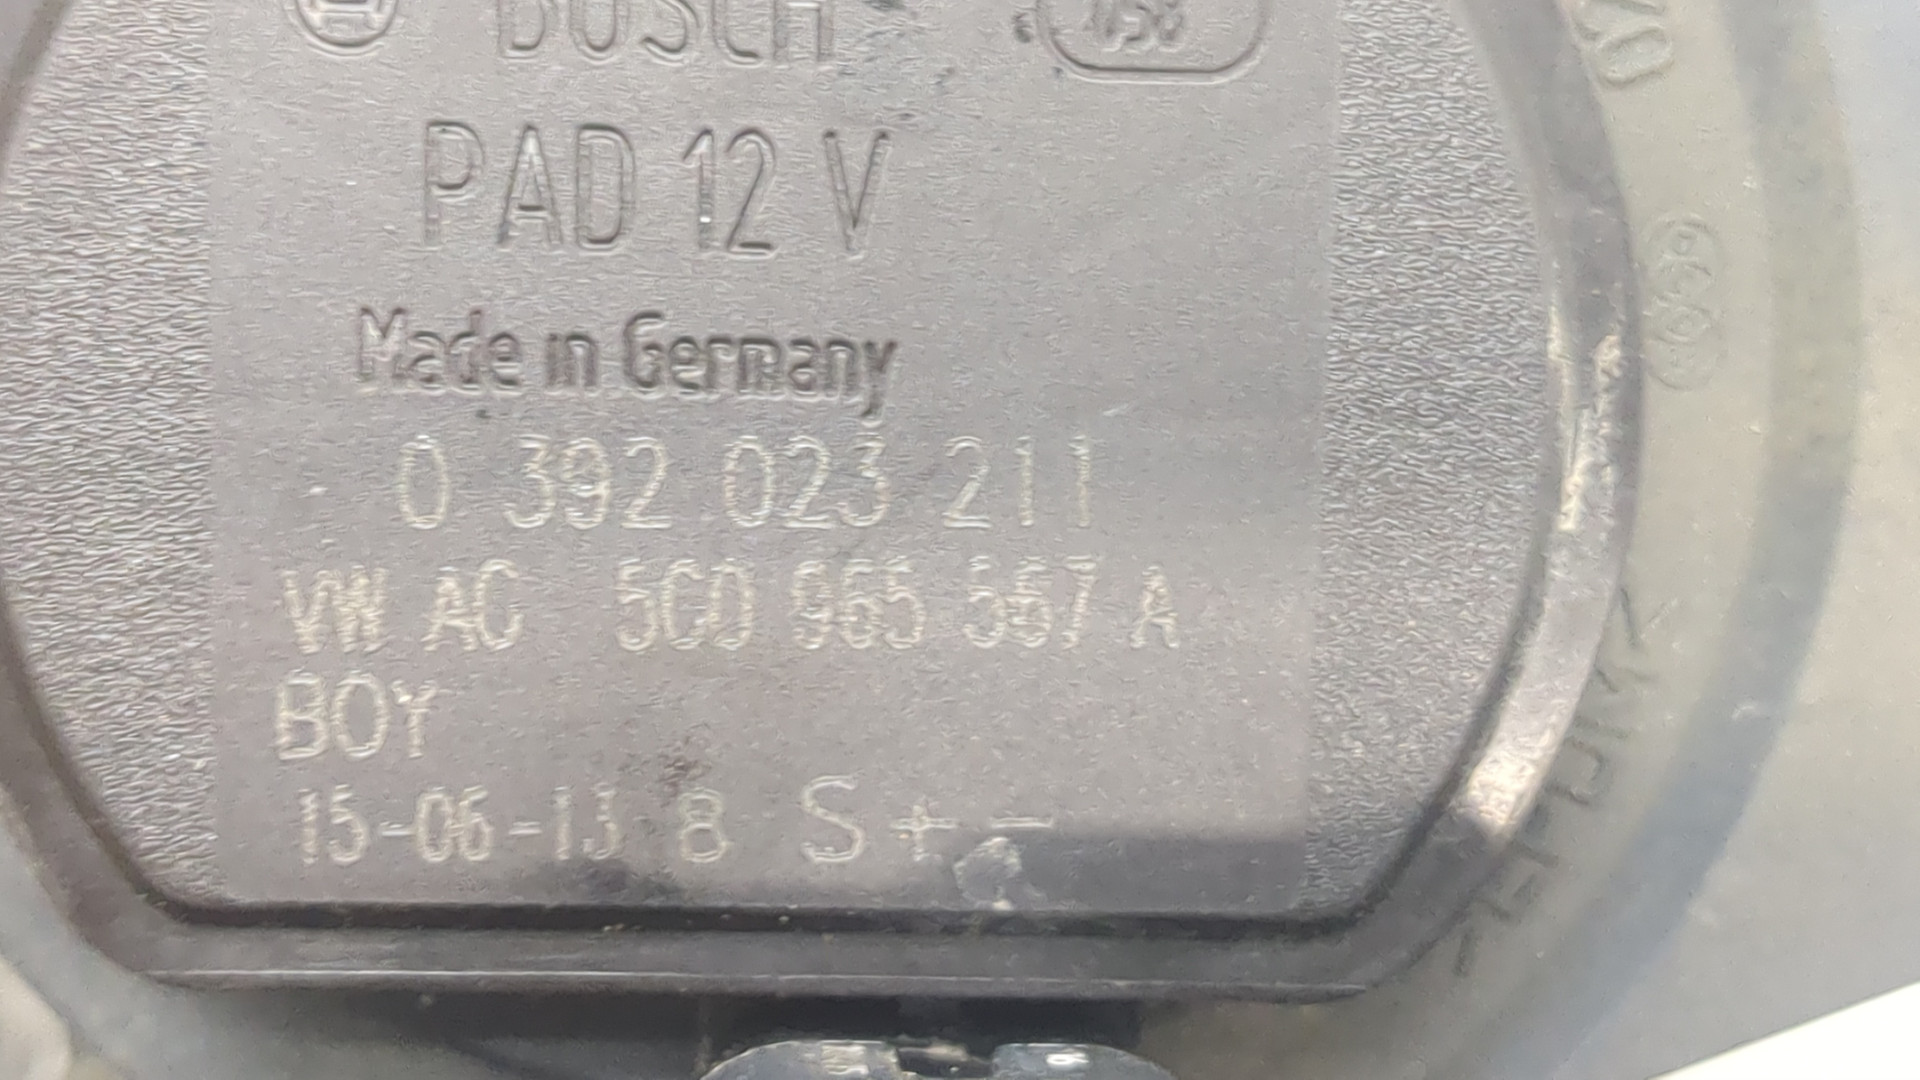 BOSCH
PAD 12 V
Made in Germany
0 392 023 211
VW AG 5C0 965 567 A
BOY
15-06-13 8 S + -